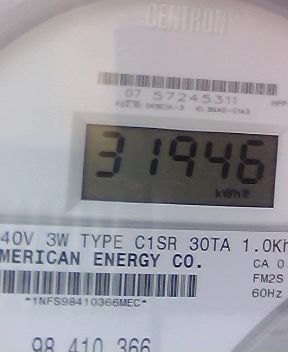 CENTRON
07 57245311
31946
kWh
40V 3W TYPE C1SR 30TA 1.0Kh
MERICAN ENERGY CO.
CA 0
FM2S
60Hz
*1NFS98410366MEC*
98 410 366